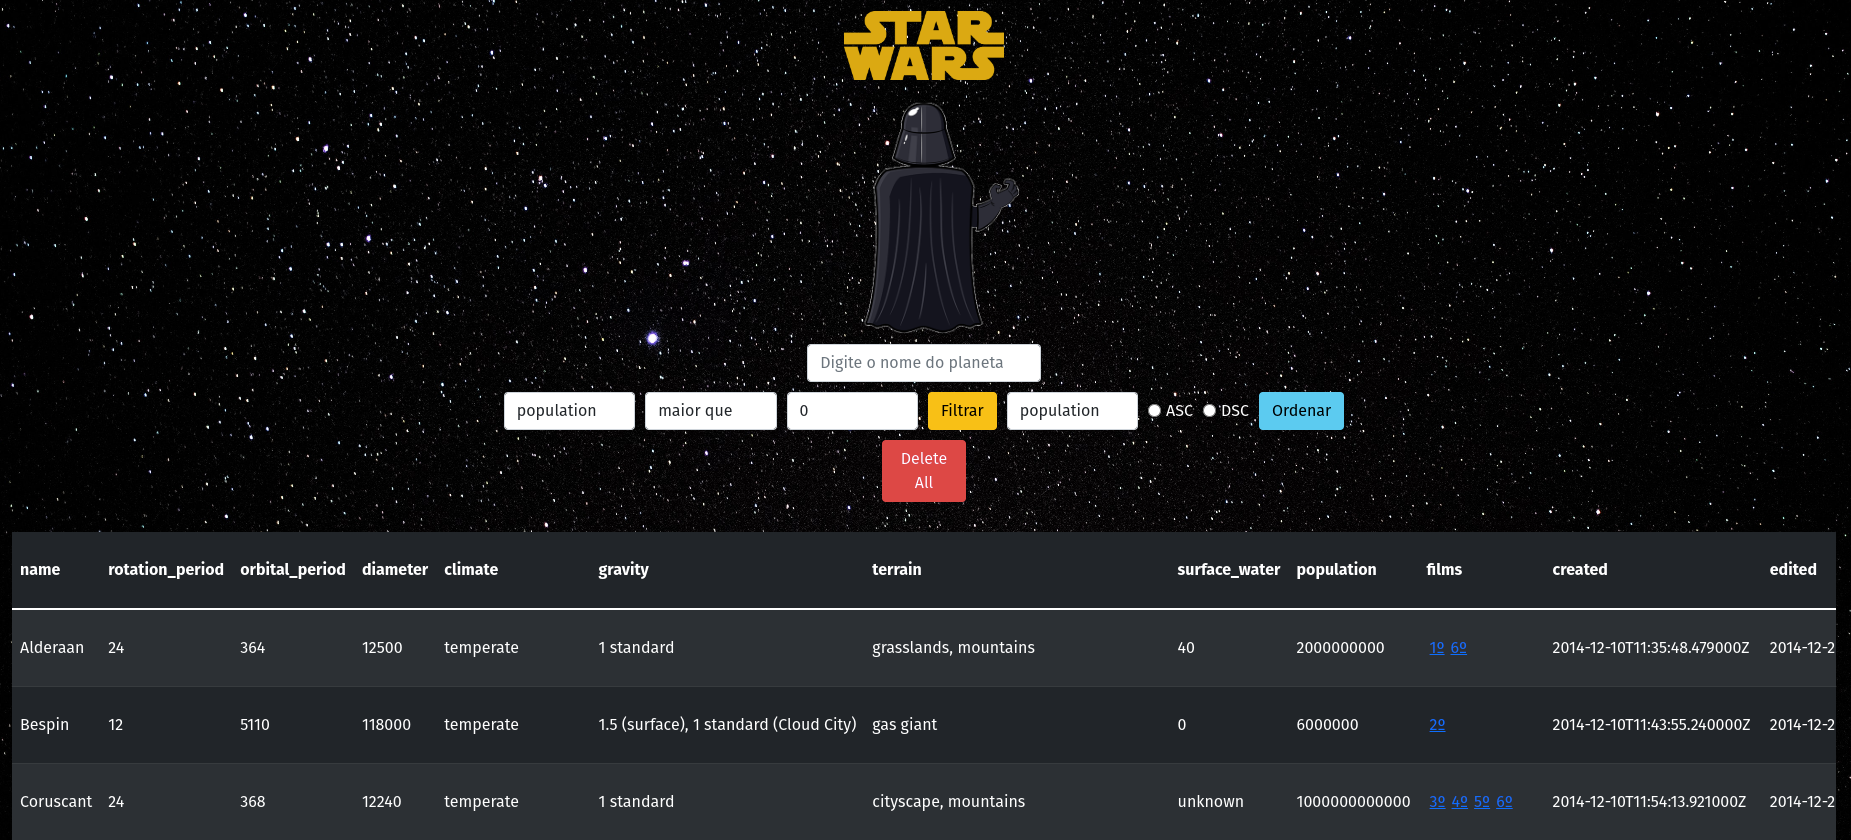 STAR
WARS
Digite o nome do planeta
population maior que 0 Filtrar population ASC DSC Ordenar
Delete
All
name rotation_period orbital_period diameter climate gravity terrain surface_water population films created edited
Alderaan 24 364 12500 temperate 1 standard grasslands, mountains 40 2000000000 1º 6º 2014-12-10T11:35:48.479000Z 2014-12-2
Bespin 12 5110 118000 temperate 1.5 (surface), 1 standard (Cloud City) gas giant 0 6000000 2º 2014-12-10T11:43:55.240000Z 2014-12-2
Coruscant 24 368 12240 temperate 1 standard cityscape, mountains unknown 1000000000000 3º 4º 5º 6º 2014-12-10T11:54:13.921000Z 2014-12-2